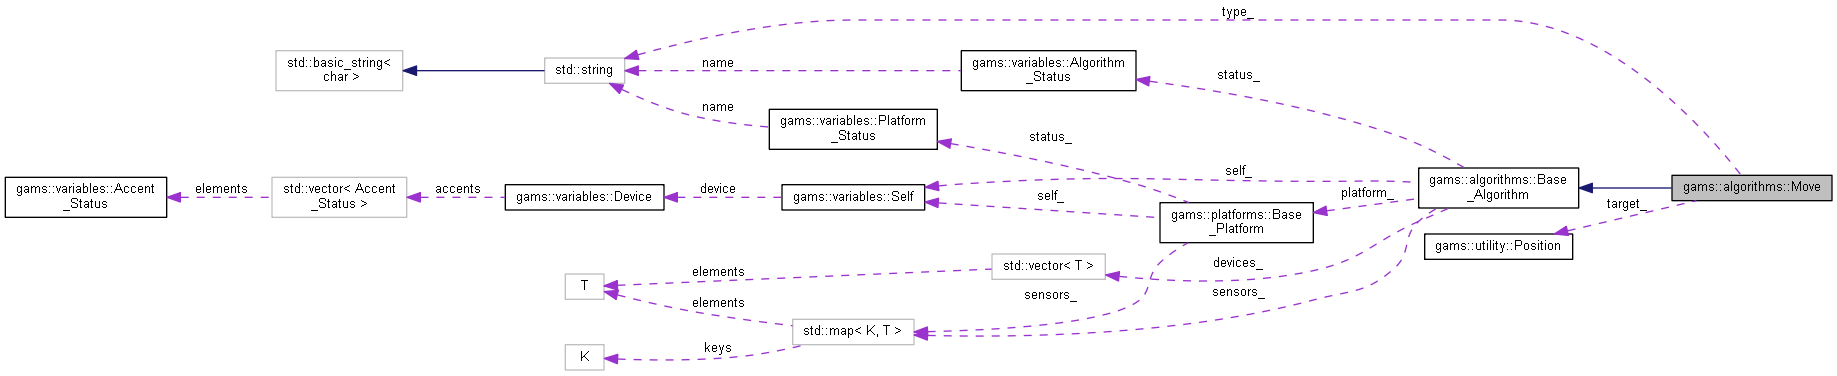 type_
std::basic_string<
char >
std::string
name
gams::variables::Algorithm
_Status
status_
name
gams::variables::Platform
_Status
status_
gams::variables::Accent
_Status
elements
std::vector< Accent
_Status >
accents
gams::variables::Device
device
gams::variables::Self
self_
self_
platform_
gams::algorithms::Base
_Algorithm
gams::algorithms::Move
target_
gams::platforms::Base
_Platform
gams::utility::Position
T
elements
std::vector< T >
devices_
elements
sensors_
sensors_
std::map< K, T >
K
keys